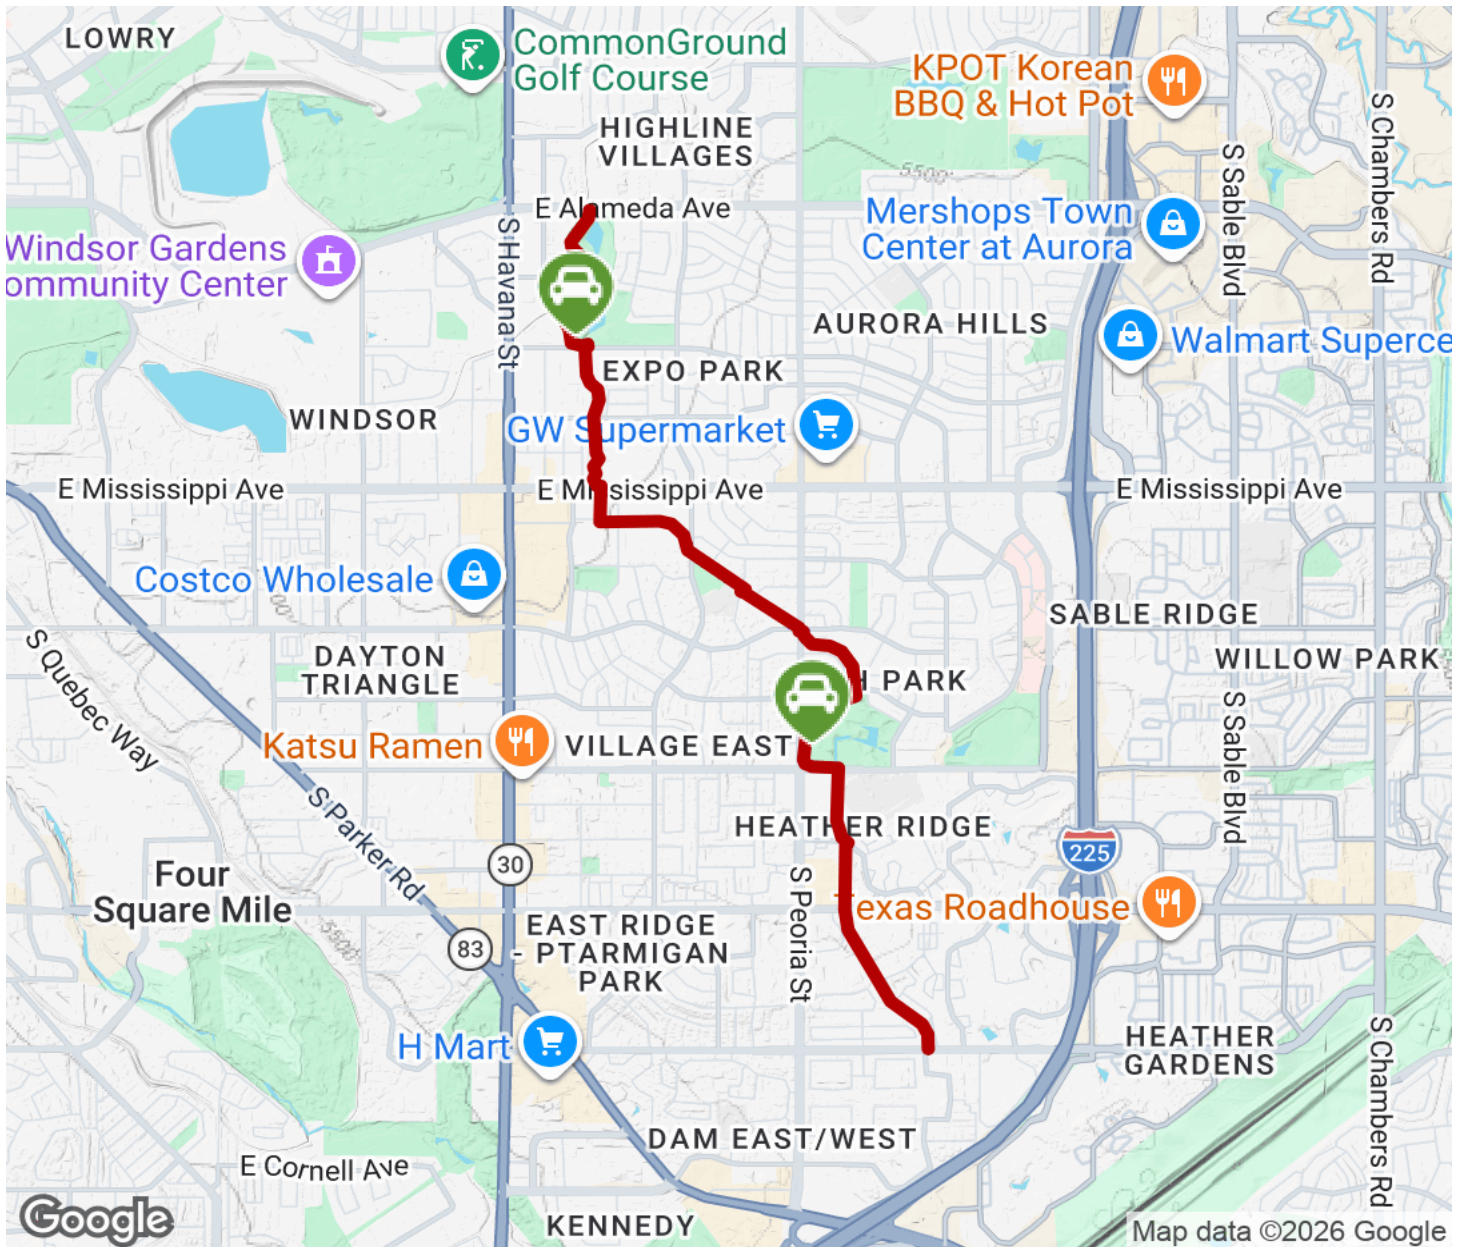 LOWRY
CommonGround
Golf Course
KPOT Korean
BBQ & Hot Pot
S Chambers Rd
HIGHLINE
VILLAGES
5500'
S Sable Blvd
E Alameda Ave
Mershops Town
Center at Aurora
S Havana St
Windsor Gardens
ommunity Center
AURORA HILLS
Walmart Superce
EXPO PARK
WINDSOR
GW Supermarket
E Mississippi Ave
E Mississippi Ave
E Mississippi Ave
Costco Wholesale
SABLE RIDGE
S Quebec Way
DAYTON
TRIANGLE
WILLOW PARK
H PARK
S Sable Blvd
Katsu Ramen
VILLAGE EAST
S Parker Rd
HEATHER RIDGE
225
30
Four
Square Mile
S Peoria St
Texas Roadhouse
5500
83
EAST RIDGE
- PTARMIGAN
PARK
H Mart
HEATHER
GARDENS
S Chambers Rd
DAM EAST/WEST
E Cornell Ave
KENNEDY
Google
Map data ©2026 Google